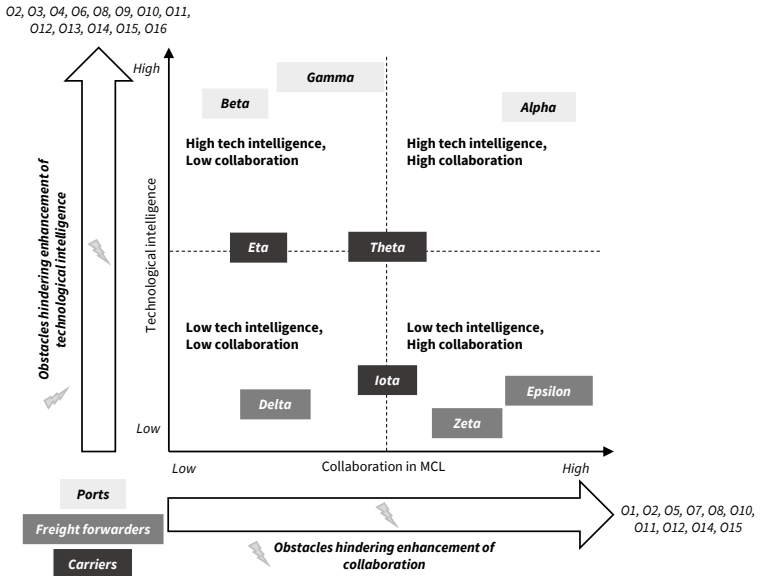 O2, O3, O4, O6, O8, O9, O10, O11,
O12, O13, O14, O15, O16
High
Gamma
Beta
Alpha
High tech intelligence,
Low collaboration
High tech intelligence,
High collaboration
Obstacles hindering enhancement of
technological intelligence
Technological intelligence
Eta
Theta
Low tech intelligence,
Low collaboration
Low tech intelligence,
High collaboration
Iota
Delta
Epsilon
Zeta
Low
Low
Collaboration in MCL
High
Ports
Freight forwarders
Carriers
O1, O2, O5, O7, O8, O10,
O11, O12, O14, O15
Obstacles hindering enhancement of
collaboration